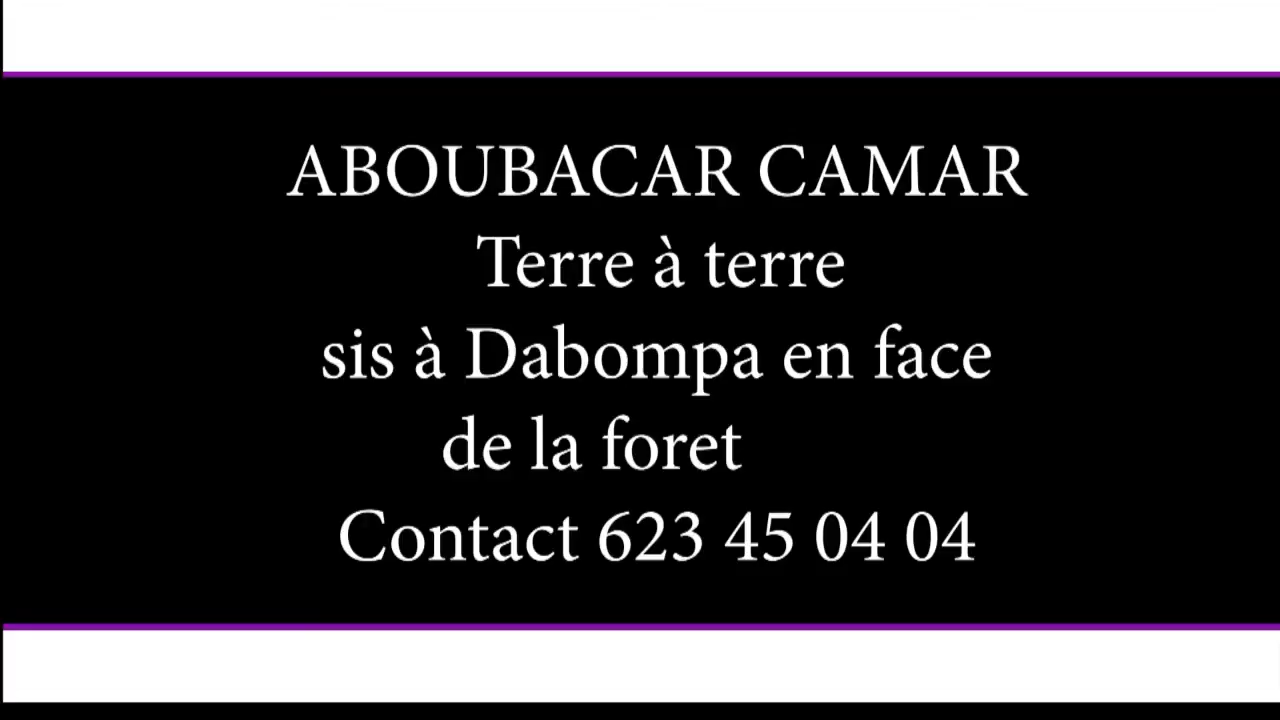 ABOUBACAR CAMAR
Terre à terre
sis à Dabompa en face
de la foret
Contact 623 45 04 04